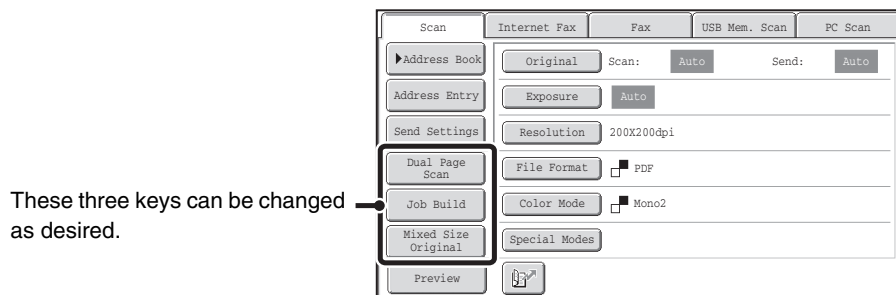 Scan Internet Fax Fax USB Mem. Scan PC Scan
Address Book Original Scan: Auto Send: Auto
Address Entry Exposure Auto
Send Settings Resolution 200X200dpi
Dual Page
Scan
File Format PDF
These three keys can be changed
as desired.
Job Build Color Mode Mono2
Mixed Size
Original
Special Modes
Preview